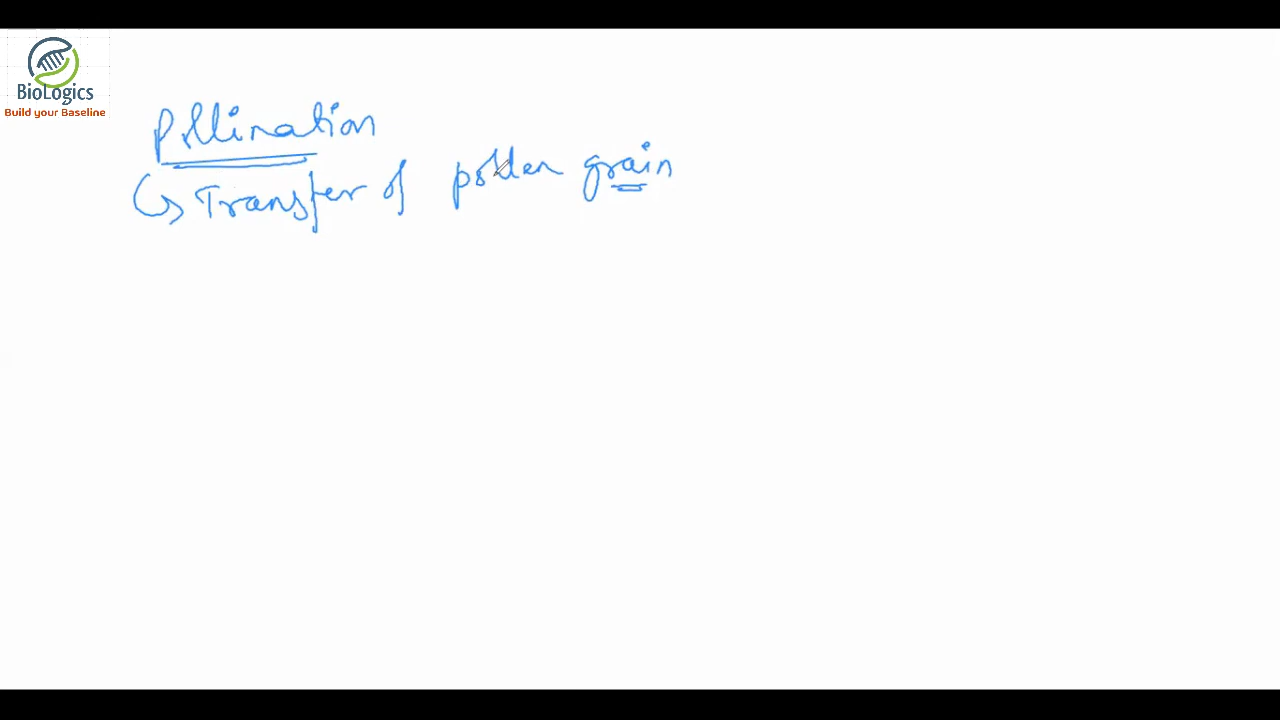 BioLogics
Build your Baseline
Pollination
↳ Transfer of pollen grain